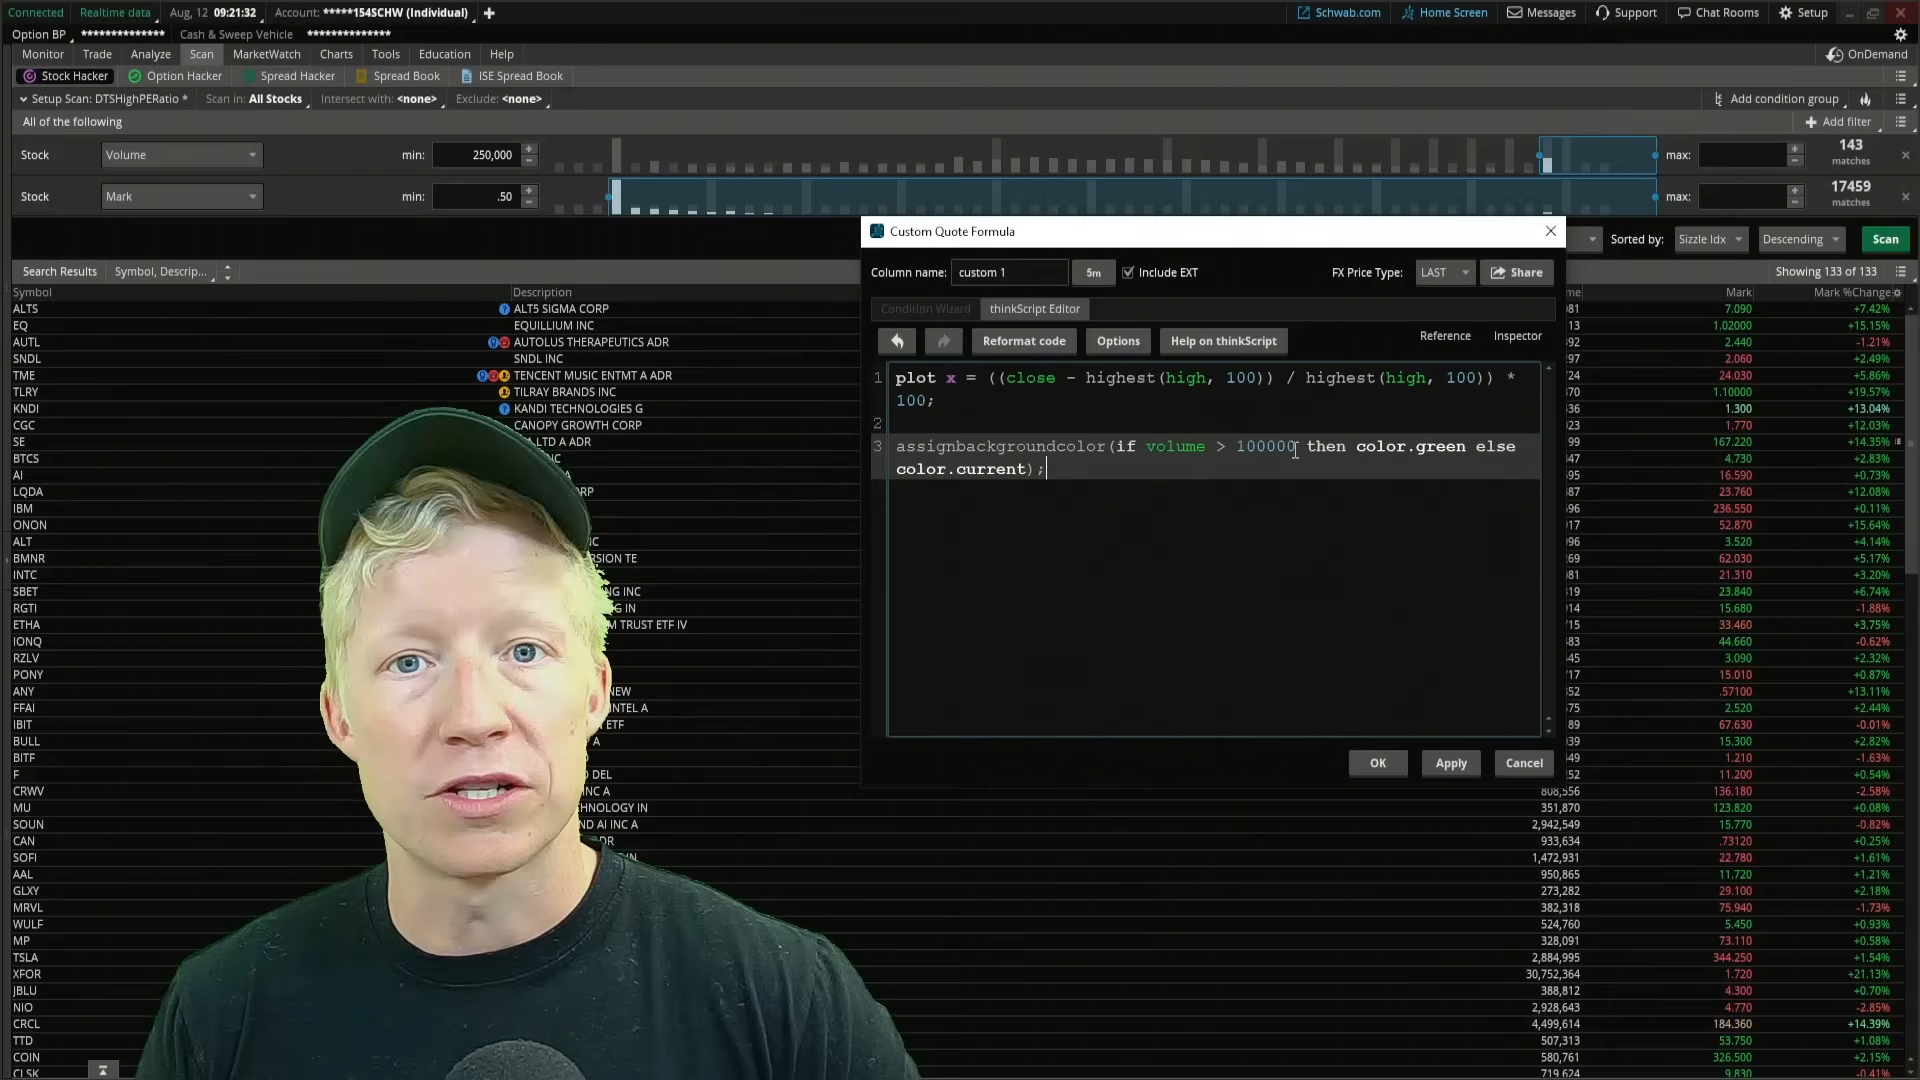 Connected Realtime data Aug, 12 09:21:32 Account: *****154SCHW (Individual) Schwab.com Home Screen Messages Support Chat Rooms Setup
Option BP ************** Cash & Sweep Vehicle **************
Monitor Trade Analyze Scan MarketWatch Charts Tools Education Help OnDemand
Stock Hacker Option Hacker Spread Hacker Spread Book ISE Spread Book
Setup Scan: DTSHighPERatio * Scan in: All Stocks Intersect with: <none> Exclude: <none> Add condition group
All of the following Add filter
Stock Volume min: 250,000 max: 143 matches
Stock Mark min: .50 max: 17459 matches
Sorted by: Sizzle Idx Descending Scan
Search Results Symbol, Descrip... Showing 133 of 133
Symbol Description Mark Mark %Change
Custom Quote Formula
Column name: custom 1 5m Include EXT FX Price Type: LAST Share
Condition Wizard thinkScript Editor
Reformat code Options Help on thinkScript Reference Inspector
1 plot x = ((close - highest(high, 100)) / highest(high, 100)) *
100;
2
3 assignbackgroundcolor(if volume > 100000 then color.green else
color.current);
OK Apply Cancel
ALTS ALT5 SIGMA CORP 7.090 +7.42%
EQ EQUILLIUM INC 1.02000 +15.15%
AUTL AUTOLUS THERAPEUTICS ADR 2.440 -1.21%
SNDL SNDL INC 2.060 +2.49%
TME TENCENT MUSIC ENTMT A ADR 24.030 +5.86%
TLRY TILRAY BRANDS INC 1.10000 +19.57%
KNDI KANDI TECHNOLOGIES G 1.300 +13.04%
CGC CANOPY GROWTH CORP 1.770 +12.03%
SE LTD A ADR 167.220 +14.35%
BTCS 4.730 +2.83%
AI 16.590 +0.73%
LQDA 23.760 +12.08%
IBM 236.550 +0.11%
ONON 52.870 +15.64%
ALT 3.520 +4.14%
BMNR 62.030 +5.17%
INTC 21.310 +3.20%
SBET 23.840 +6.74%
RGTI 15.680 -1.88%
ETHA TRUST ETF IV 33.460 +3.75%
IONQ 44.660 -0.62%
RZLV 3.090 +2.32%
PONY 15.010 +0.87%
ANY NEW .57100 +13.11%
FFAI INTEL A 2.520 +2.44%
IBIT ETF 67.630 -0.01%
BULL A 15.300 +2.82%
BITF 1.210 -1.63%
F DEL 11.200 +0.54%
CRWV INC A 808,556 136.180 -2.58%
MU HNOLOGY IN 351,870 123.820 +0.08%
SOUN ND AI INC A 2,942,549 15.770 -0.82%
CAN 933,634 .73120 +0.25%
SOFI 1,472,931 22.780 +1.61%
AAL 950,865 11.720 +1.21%
GLXY 273,282 29.100 +2.18%
MRVL 382,318 75.940 -1.73%
WULF 524,760 5.450 +0.93%
MP 328,091 73.110 +0.58%
TSLA 2,884,995 344.250 +1.54%
XFOR 30,752,364 1.720 +21.13%
JBLU 388,812 4.300 +0.70%
NIO 2,928,643 4.770 -2.85%
CRCL 4,499,614 184.360 +14.39%
TTD 507,313 53.750 +1.08%
COIN 580,761 326.500 +2.15%
CLSK 719,624 9.830 -0.41%